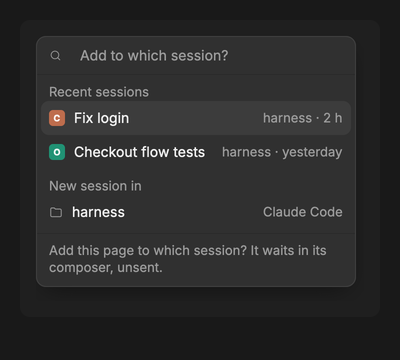 Add to which session?
Recent sessions
C Fix login harness · 2 h
O Checkout flow tests harness · yesterday
New session in
harness Claude Code
Add this page to which session? It waits in its
composer, unsent.